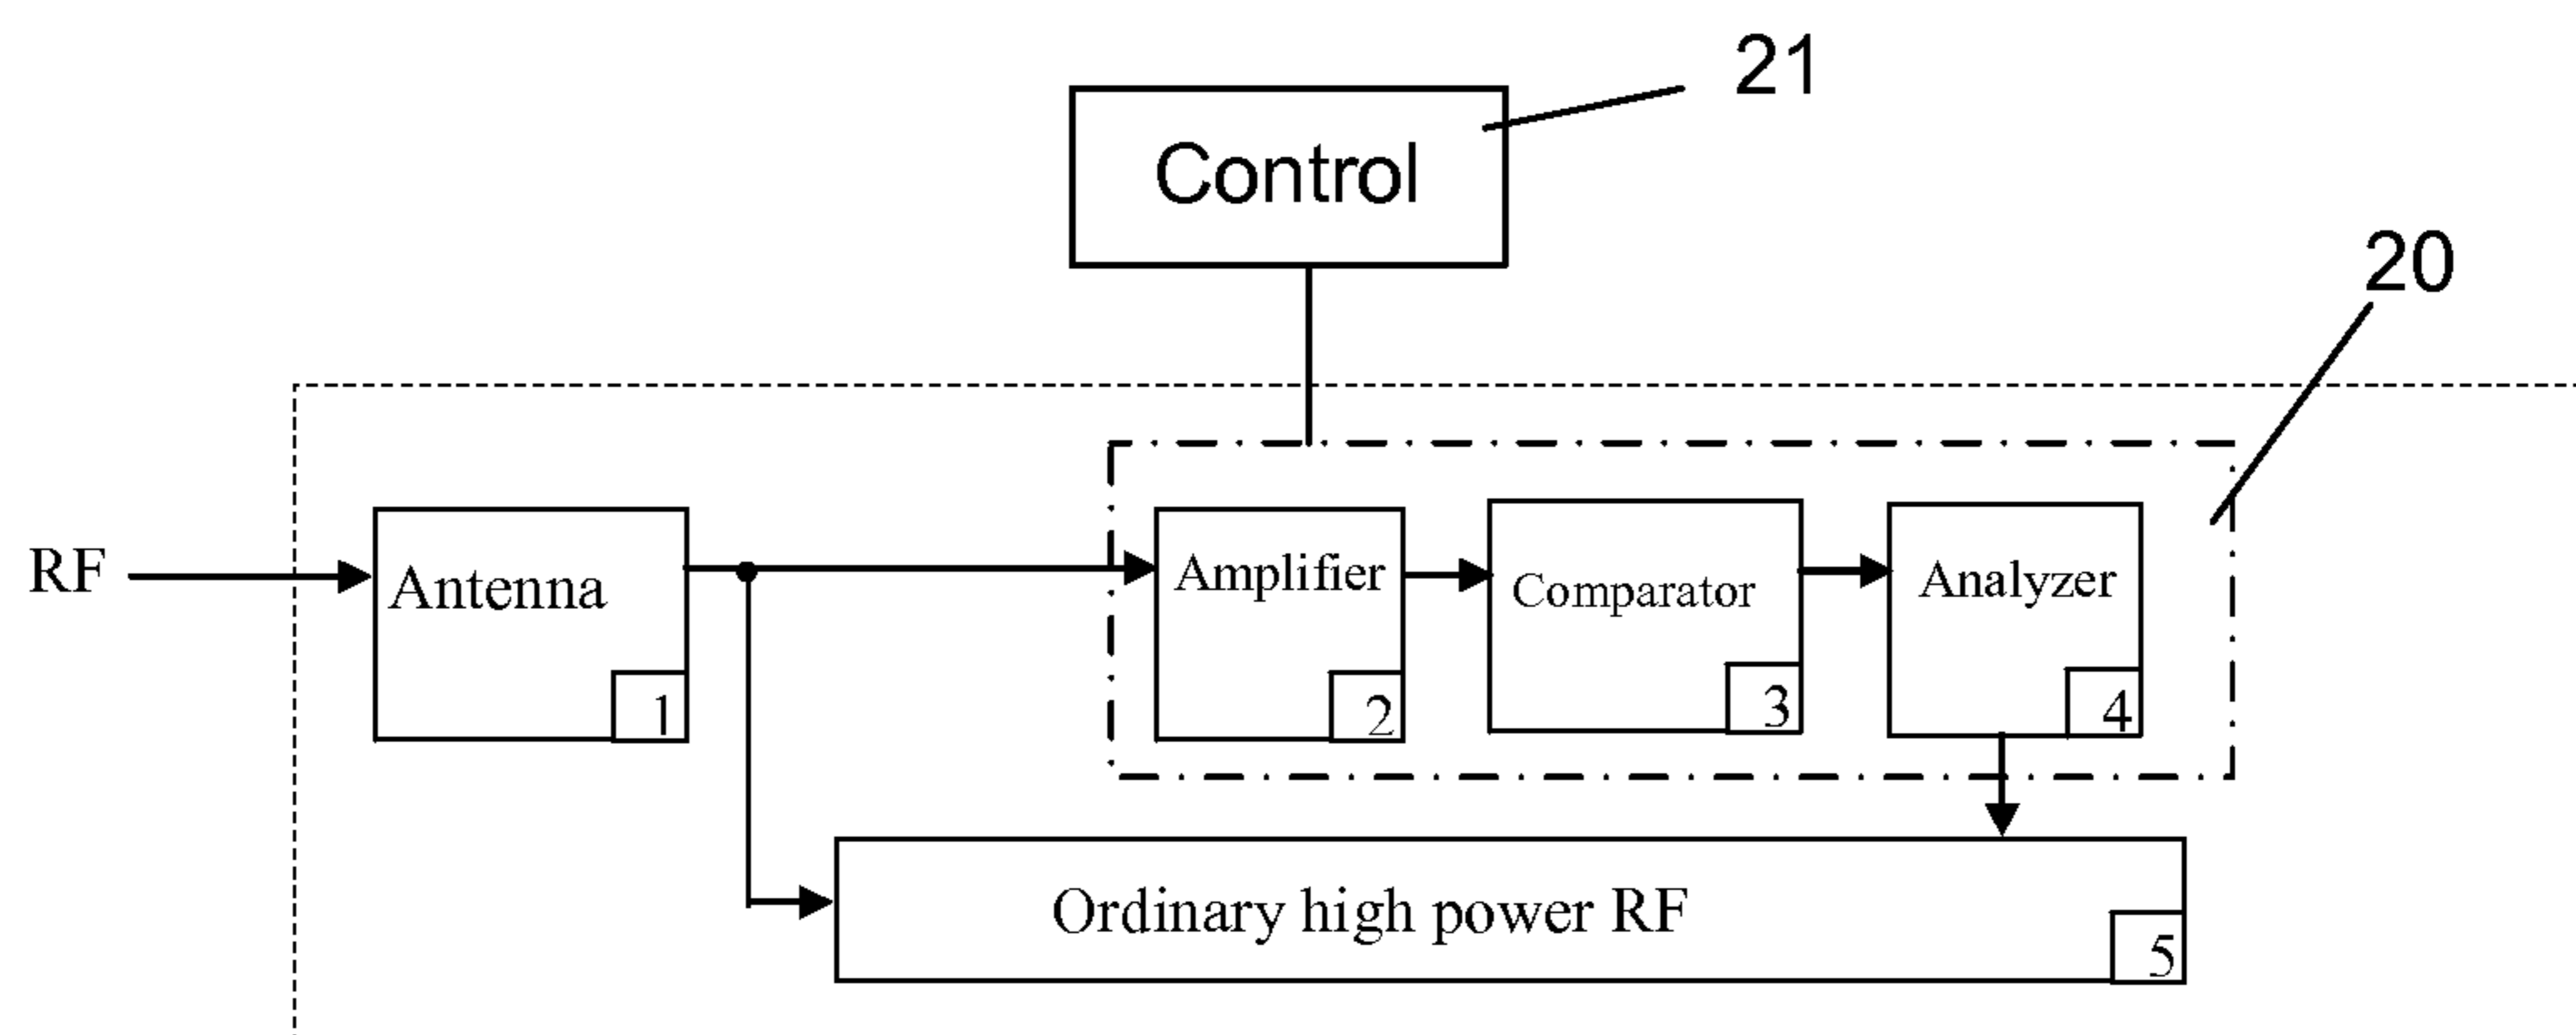 21
Control
20
RF
Antenna
Amplifier
Comparator
Analyzer
1
2
3
4
Ordinary high power RF
5